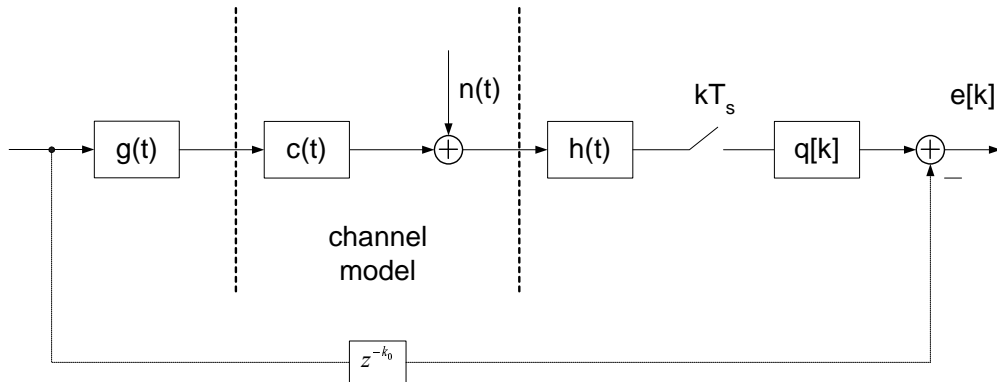 n(t)
kT_s
e[k]
g(t)
c(t)
+
h(t)
q[k]
+
−
channel
model
z^{-k_0}